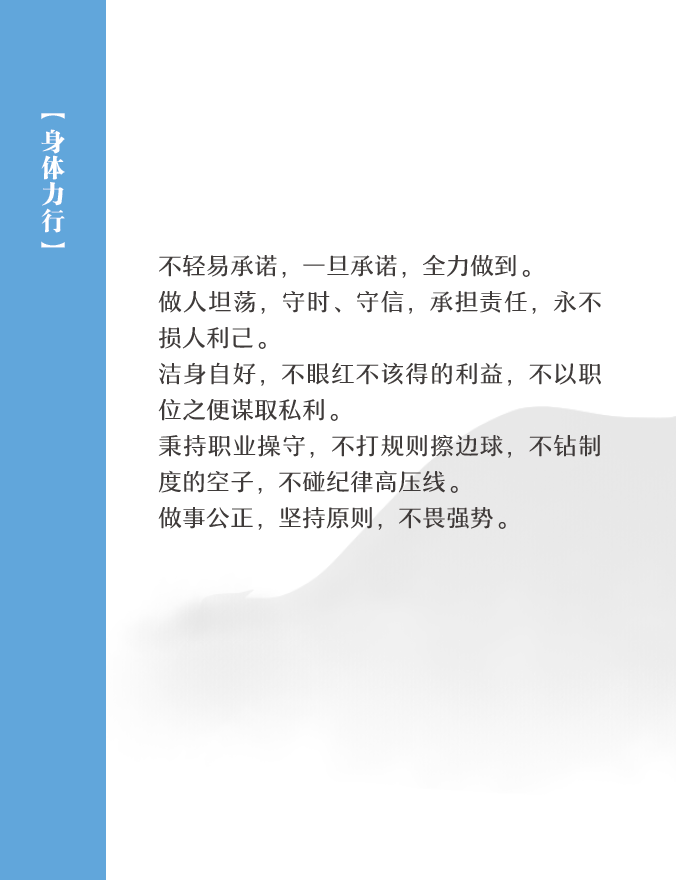 【身体力行】
不轻易承诺，一旦承诺，全力做到。
做人坦荡，守时、守信，承担责任，永不
损人利己。
洁身自好，不眼红不该得的利益，不以职
位之便谋取私利。
秉持职业操守，不打规则擦边球，不钻制
度的空子，不碰纪律高压线。
做事公正，坚持原则，不畏强势。